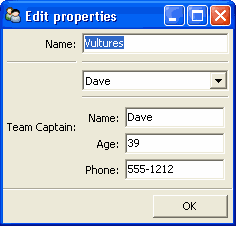 Edit properties
Name: Vultures
Dave
Team Captain:
Name: Dave
Age: 39
Phone: 555-1212
OK